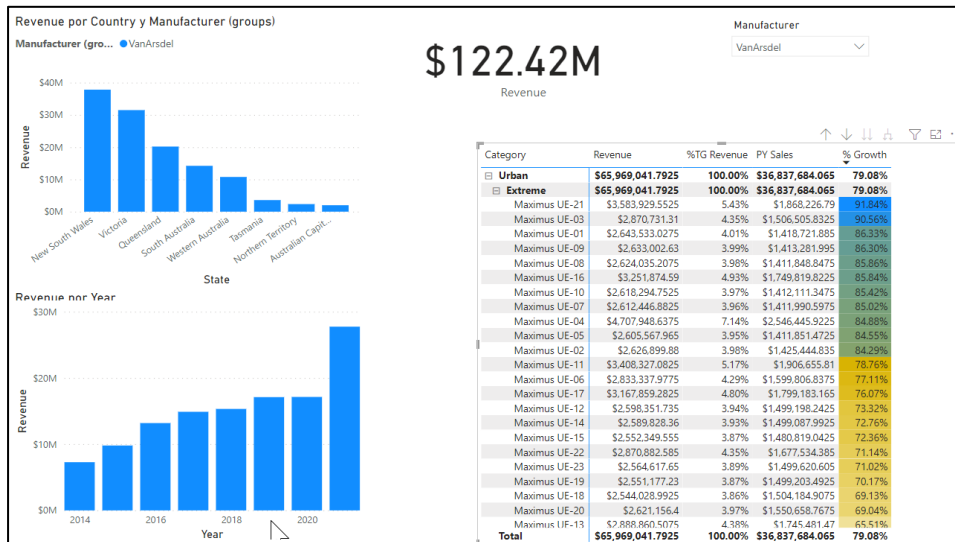 Revenue por Country y Manufacturer (groups)
Manufacturer (gro... VanArsdel
$40M
$30M
$20M
$10M
$0M
Revenue
New South Wales
Victoria
Queensland
South Australia
Western Australia
Tasmania
Northern Territory
Australian Capit...
State
$122.42M
Revenue
Manufacturer
VanArsdel
Revenue por Year
$30M
$20M
$10M
$0M
Revenue
2014 2016 2018 2020
Year
Category Revenue %TG Revenue PY Sales % Growth
Urban $65,969,041.7925 100.00% $36,837,684.065 79.08%
Extreme $65,969,041.7925 100.00% $36,837,684.065 79.08%
Maximus UE-21 $3,583,929.5525 5.43% $1,868,226.79 91.84%
Maximus UE-03 $2,870,731.31 4.35% $1,506,505.8325 90.56%
Maximus UE-01 $2,643,533.0275 4.01% $1,418,721.885 86.33%
Maximus UE-09 $2,633,002.63 3.99% $1,413,281.995 86.30%
Maximus UE-08 $2,624,035.2075 3.98% $1,411,848.8475 85.86%
Maximus UE-16 $3,251,874.59 4.93% $1,749,819.8225 85.84%
Maximus UE-10 $2,618,294.7525 3.97% $1,412,111.3475 85.42%
Maximus UE-07 $2,612,446.8825 3.96% $1,411,990.5975 85.02%
Maximus UE-04 $4,707,948.6375 7.14% $2,546,445.9225 84.88%
Maximus UE-05 $2,605,567.965 3.95% $1,411,851.4725 84.55%
Maximus UE-02 $2,626,899.88 3.98% $1,425,444.835 84.29%
Maximus UE-11 $3,408,327.0825 5.17% $1,906,655.81 78.76%
Maximus UE-06 $2,833,337.9775 4.29% $1,599,806.8375 77.11%
Maximus UE-17 $3,167,859.2825 4.80% $1,799,183.165 76.07%
Maximus UE-12 $2,598,351.735 3.94% $1,499,198.2425 73.32%
Maximus UE-14 $2,589,828.36 3.93% $1,499,087.9925 72.76%
Maximus UE-15 $2,552,349.555 3.87% $1,480,819.0425 72.36%
Maximus UE-22 $2,870,882.585 4.35% $1,677,534.385 71.14%
Maximus UE-23 $2,564,617.65 3.89% $1,499,620.605 71.02%
Maximus UE-19 $2,551,177.23 3.87% $1,499,203.4925 70.17%
Maximus UE-18 $2,544,028.9925 3.86% $1,504,184.9075 69.13%
Maximus UE-20 $2,621,156.4 3.97% $1,550,658.7675 69.04%
Maximus UE-13 $2,888,860.5075 4.38% $1,745,481.47 65.51%
Total $65,969,041.7925 100.00% $36,837,684.065 79.08%